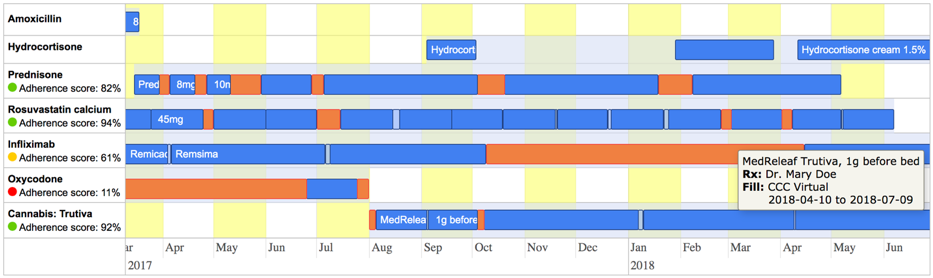 Amoxicillin
8
Hydrocortisone
Hydrocort
Hydrocortisone cream 1.5%
Prednisone
Adherence score: 82%
Pred 8mg 10n
Rosuvastatin calcium
Adherence score: 94%
45mg
Infliximab
Adherence score: 61%
Remicad Remsima
MedReleaf Trutiva, 1g before bed
Rx: Dr. Mary Doe
Fill: CCC Virtual
2018-04-10 to 2018-07-09
Oxycodone
Adherence score: 11%
Cannabis: Trutiva
Adherence score: 92%
MedReleaf 1g before
ar Apr May Jun Jul Aug Sep Oct Nov Dec Jan Feb Mar Apr May Jun
2017 2018